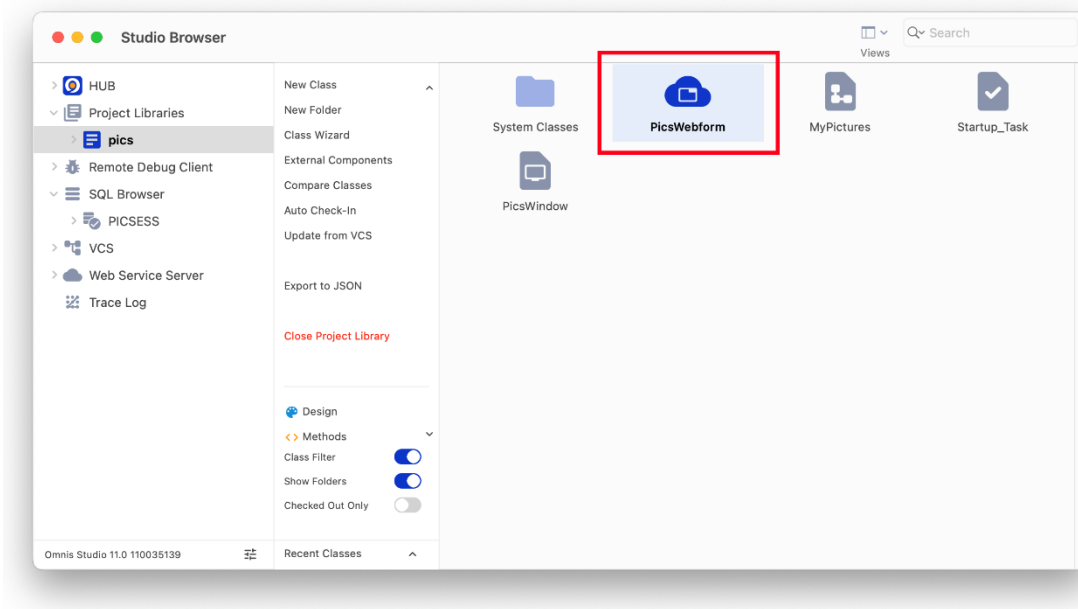 Studio Browser
Views
Search
HUB
Project Libraries
pics
Remote Debug Client
SQL Browser
PICSESS
VCS
Web Service Server
Trace Log
Omnis Studio 11.0 110035139
New Class
New Folder
Class Wizard
External Components
Compare Classes
Auto Check-In
Update from VCS
Export to JSON
Close Project Library
Design
Methods
Class Filter
Show Folders
Checked Out Only
Recent Classes
System Classes
PicsWebform
MyPictures
Startup_Task
PicsWindow